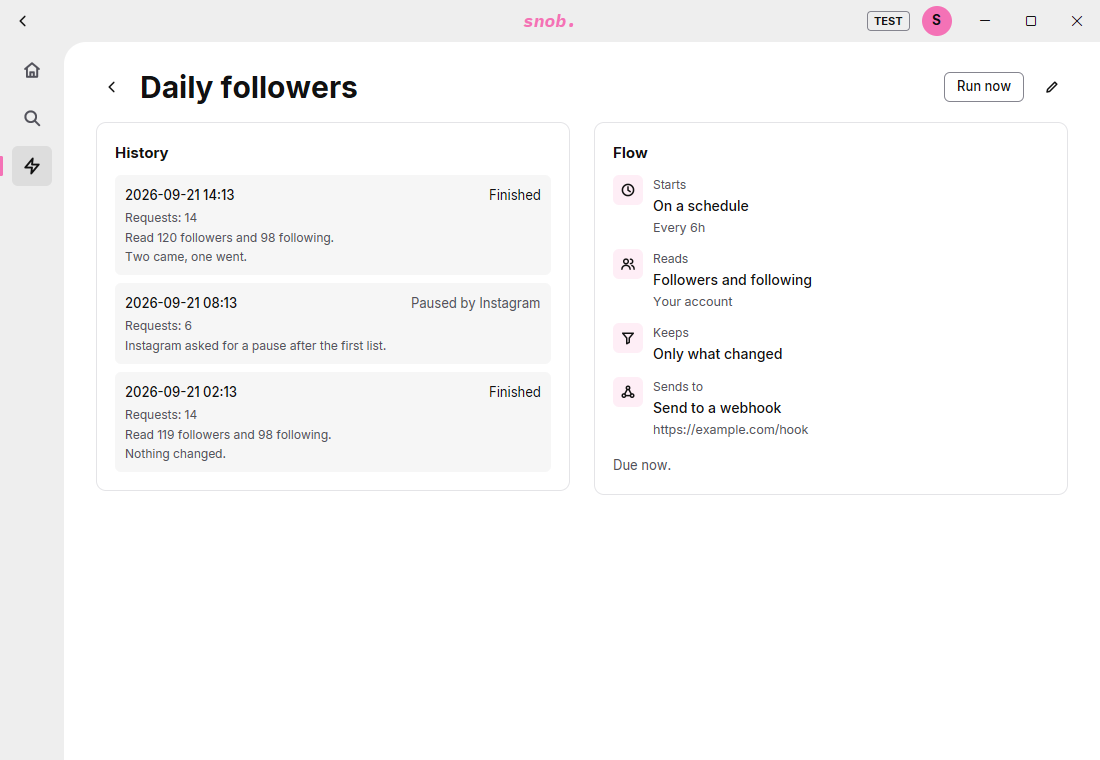 snob.
TEST
S
Daily followers
Run now
History
2026-09-21 14:13
Finished
Requests: 14
Read 120 followers and 98 following.
Two came, one went.
2026-09-21 08:13
Paused by Instagram
Requests: 6
Instagram asked for a pause after the first list.
2026-09-21 02:13
Finished
Requests: 14
Read 119 followers and 98 following.
Nothing changed.
Flow
Starts
On a schedule
Every 6h
Reads
Followers and following
Your account
Keeps
Only what changed
Sends to
Send to a webhook
https://example.com/hook
Due now.